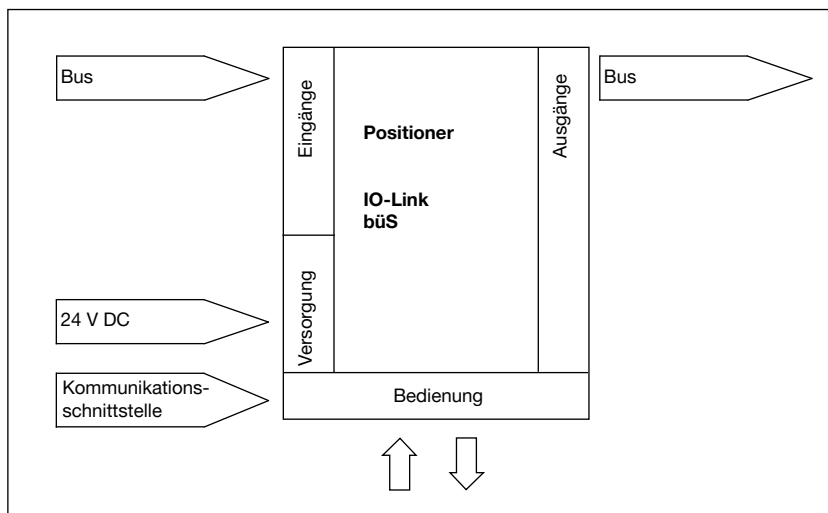 Bus
Eingänge
Positioner
IO-Link
büS
Ausgänge
Bus
24 V DC
Versorgung
Kommunikations-
schnittstelle
Bedienung